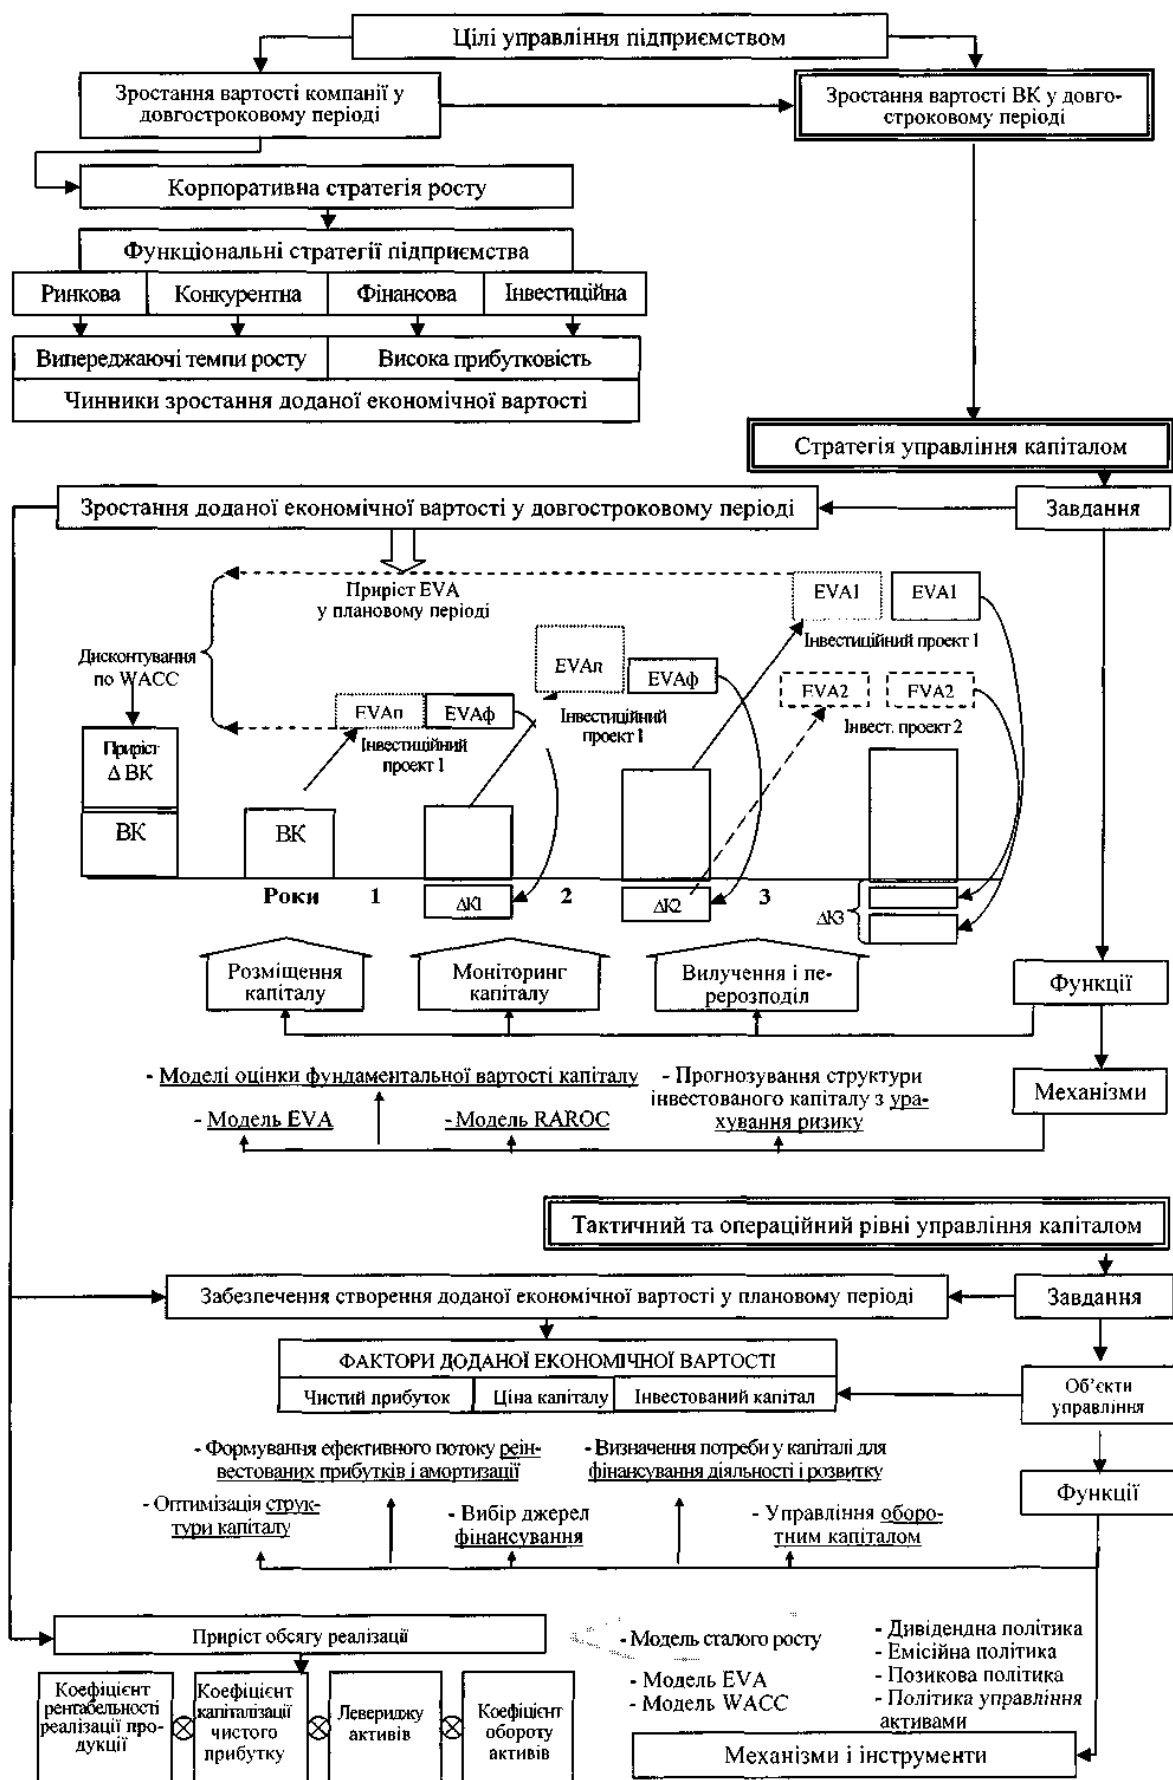 Цілі управління підприємством
Зростання вартості компанії у
довгостроковому періоді
Зростання вартості ВК у довго-
строковому періоді
Корпоративна стратегія росту
Функціональні стратегії підприємства
Ринкова
Конкурентна
Фінансова
Інвестиційна
Випереджаючі темпи росту
Висока прибутковість
Чинники зростання доданої економічної вартості
Стратегія управління капіталом
Зростання доданої економічної вартості у довгостроковому періоді
Завдання
Приріст EVA
у плановому періоді
EVA1
EVA1
Інвестиційний проект 1
Дисконтування
по WACC
EVAп
EVAф
Інвестиційний
проект 1
EVAп
EVAф
Інвестиційний
проект 1
EVA2
EVA2
Інвест. проект 2
Приріст
Δ ВК
ВК
ВК
Роки
1
2
3
ΔК1
ΔК2
ΔК3
Розміщення
капіталу
Моніторинг
капіталу
Вилучення і пе-
рерозподіл
Функції
- Моделі оцінки фундаментальної вартості капіталу
- Прогнозування структури
інвестованого капіталу з ура-
хування ризику
- Модель EVA
- Модель RAROC
Механізми
Тактичний та операційний рівні управління капіталом
Забезпечення створення доданої економічної вартості у плановому періоді
Завдання
ФАКТОРИ ДОДАНОЇ ЕКОНОМІЧНОЇ ВАРТОСТІ
Чистий прибуток
Ціна капіталу
Інвестований капітал
Об’єкти
управління
- Формування ефективного потоку реін-
вестованих прибутків і амортизації
- Визначення потреби у капіталі для
фінансування діяльності і розвитку
Функції
- Оптимізація струк-
тури капіталу
- Вибір джерел
фінансування
- Управління оборо-
тним капіталом
Приріст обсягу реалізації
- Модель сталого росту
- Модель EVA
- Модель WACC
- Дивідендна політика
- Емісійна політика
- Позикова політика
- Політика управління
активами
Коефіцієнт
рентабельності
реалізації про-
дукції
Коефіцієнт
капіталізації
чистого
прибутку
Левериджу
активів
Коефіцієнт
обороту
активів
Механізми і інструменти